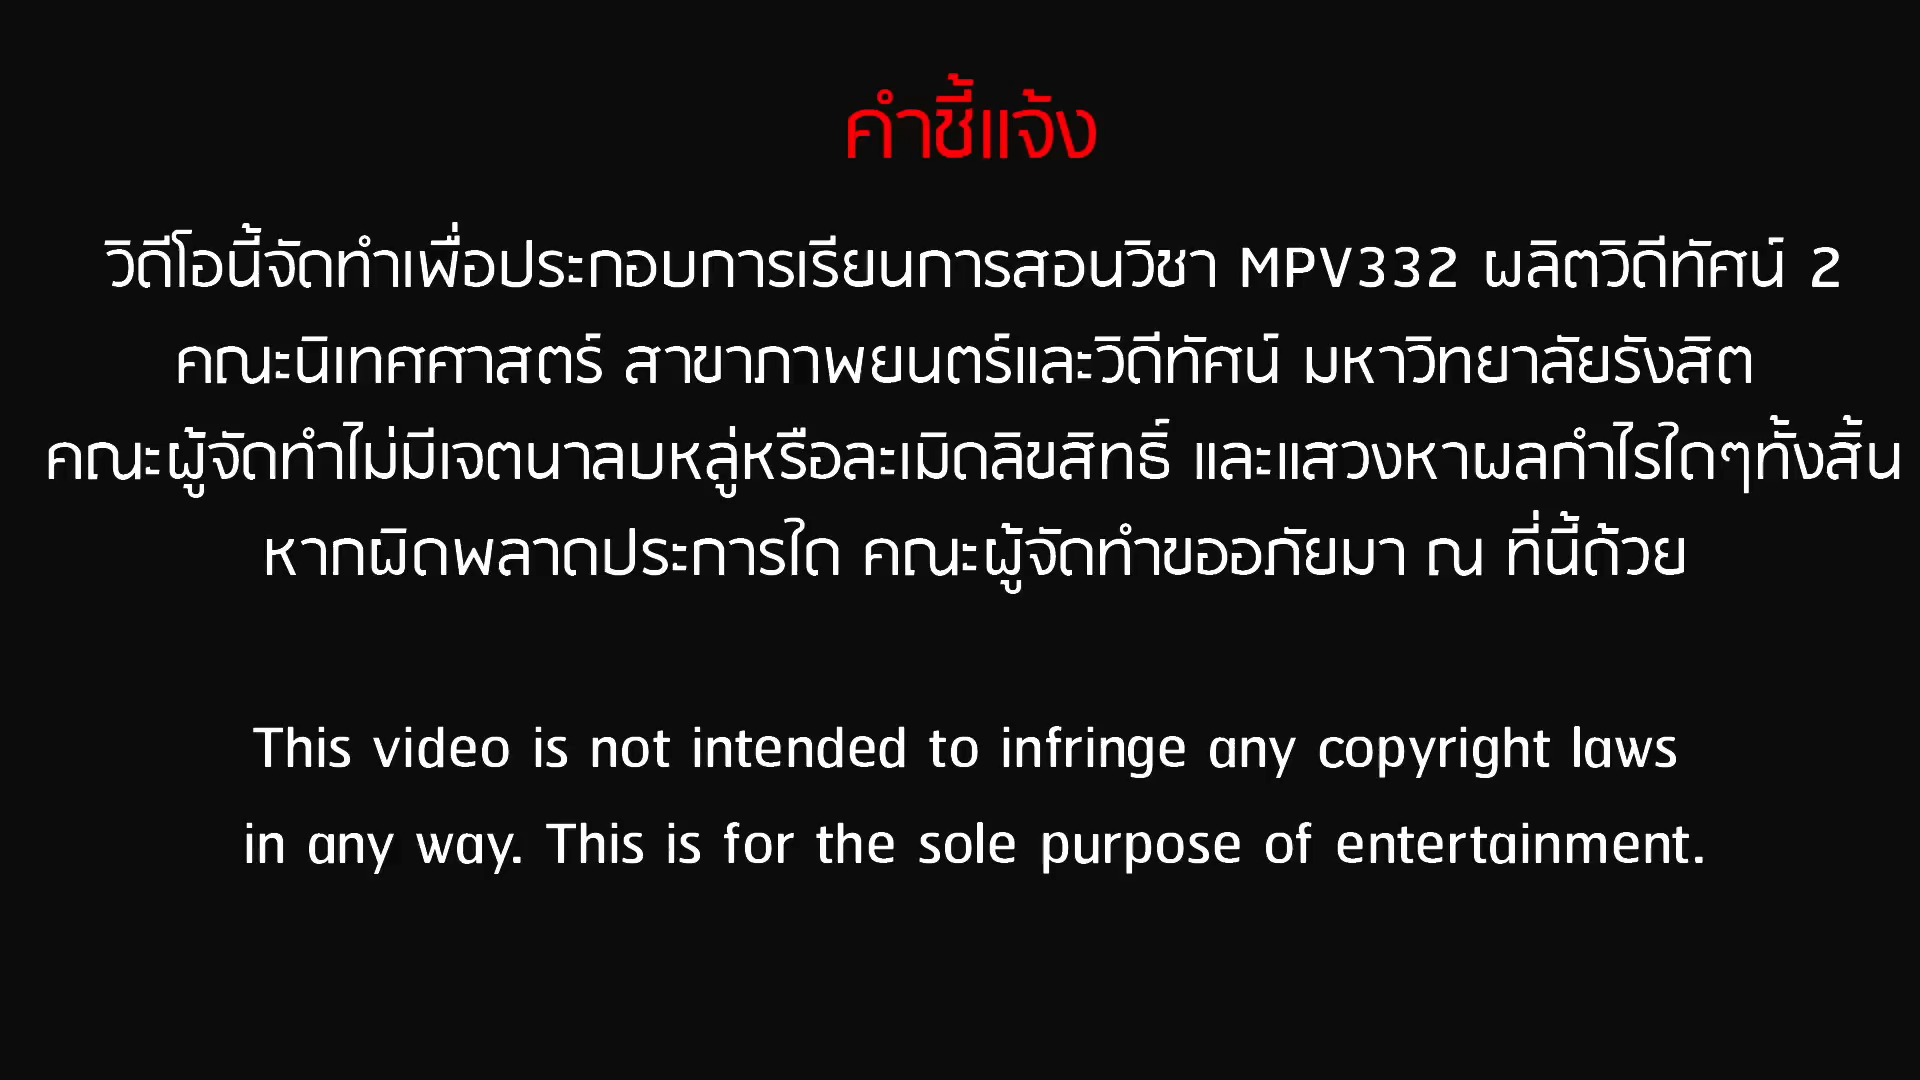 คำชี้แจ้ง
วิดีโอนี้จัดทำเพื่อประกอบการเรียนการสอนวิชา MPV332 ผลิตวิดีทัศน์ 2
คณะนิเทศศาสตร์ สาขาภาพยนตร์และวิดีทัศน์ มหาวิทยาลัยรังสิต
คณะผู้จัดทำไม่มีเจตนาลบหลู่หรือละเมิดลิขสิทธิ์ และแสวงหาผลกำไรใดๆทั้งสิ้น
หากผิดพลาดประการใด คณะผู้จัดทำขออภัยมา ณ ที่นี้ด้วย
This video is not intended to infringe any copyright laws
in any way. This is for the sole purpose of entertainment.